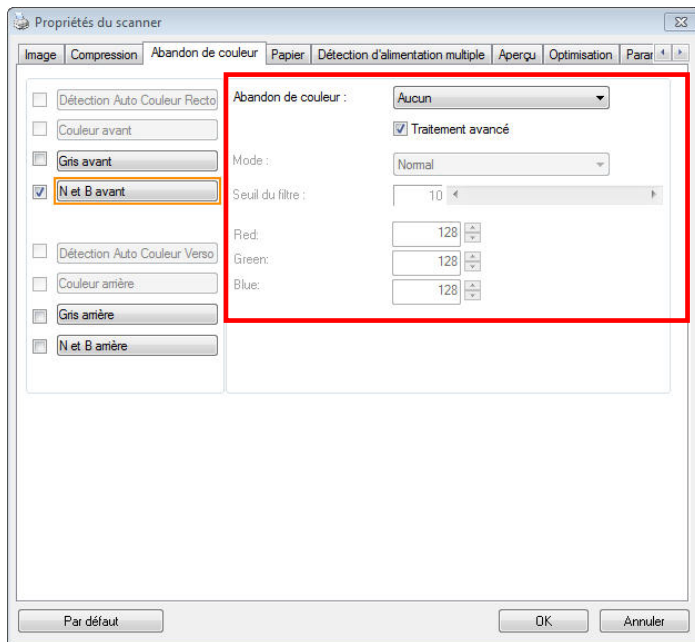 Propriétés du scanner
Image Compression Abandon de couleur Papier Détection d'alimentation multiple Aperçu Optimisation Parar
Détection Auto Couleur Recto
Couleur avant
Gris avant
N et B avant
Détection Auto Couleur Verso
Couleur arrière
Gris arrière
N et B arrière
Abandon de couleur : Aucun
Traitement avancé
Mode : Normal
Seuil du filtre : 10
Red: 128
Green: 128
Blue: 128
Par défaut OK Annuler